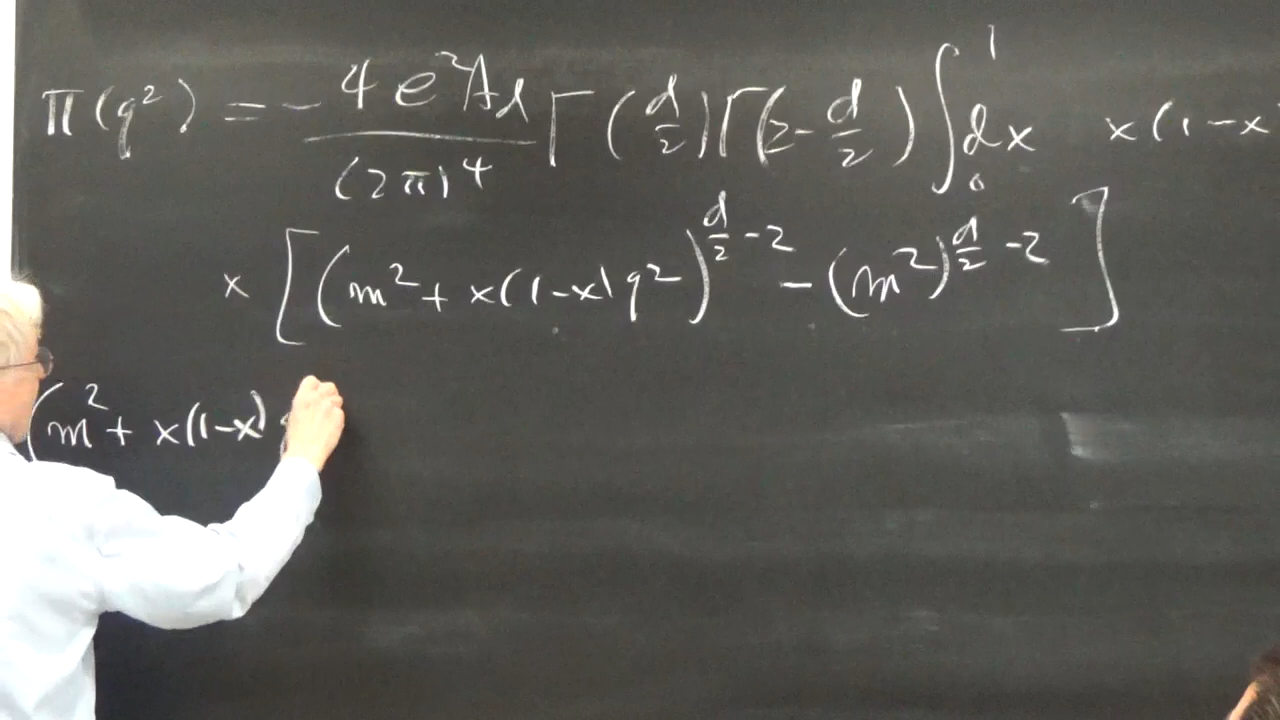 π(q²) = - 4e²A_d / (2π)⁴ Γ(d/2) Γ(2 - d/2) ∫₀¹ dx x(1-x
× [(m² + x(1-x)q²)^(d/2 - 2) - (m²)^(d/2 - 2)]
(m² + x(1-x)